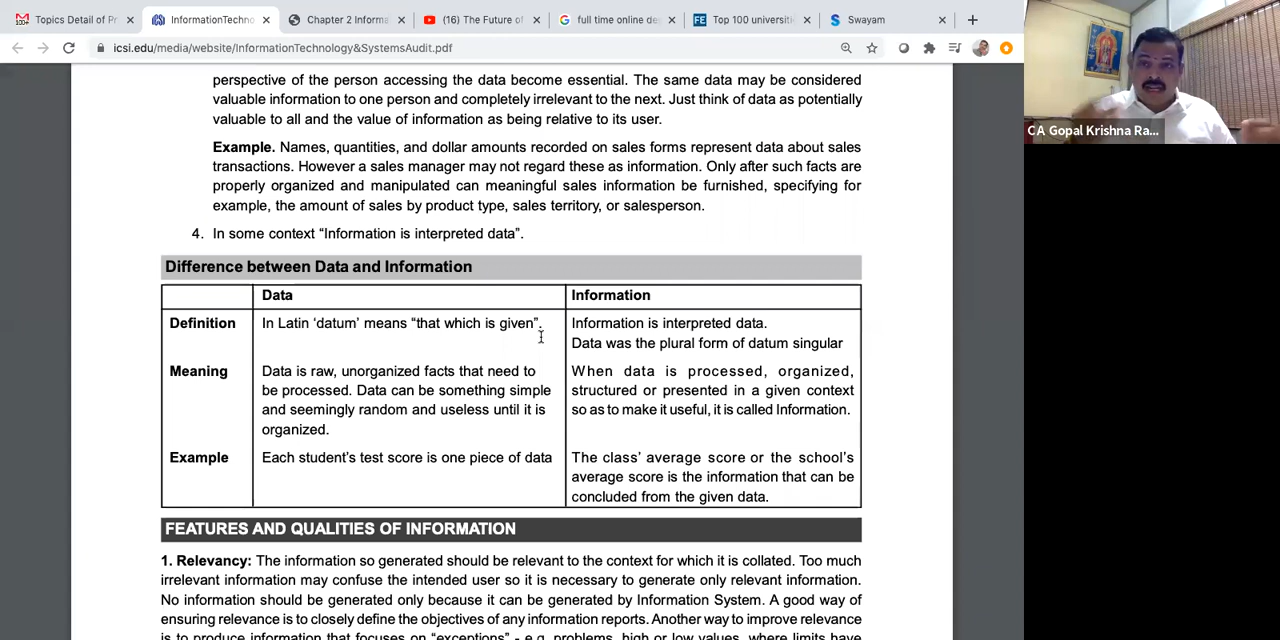 Topics Detail of Pr
InformationTechno
Chapter 2 Informa
(16) The Future of
full time online de
Top 100 universiti
Swayam
icsi.edu/media/website/InformationTechnology&SystemsAudit.pdf
CA Gopal Krishna Ra...
perspective of the person accessing the data become essential. The same data may be considered
valuable information to one person and completely irrelevant to the next. Just think of data as potentially
valuable to all and the value of information as being relative to its user.
Example. Names, quantities, and dollar amounts recorded on sales forms represent data about sales
transactions. However a sales manager may not regard these as information. Only after such facts are
properly organized and manipulated can meaningful sales information be furnished, specifying for
example, the amount of sales by product type, sales territory, or salesperson.
4. In some context “Information is interpreted data”.
Difference between Data and Information
Data Information
Definition In Latin ‘datum’ means “that which is given”. Information is interpreted data.
Data was the plural form of datum singular
Meaning Data is raw, unorganized facts that need to When data is processed, organized,
be processed. Data can be something simple structured or presented in a given context
and seemingly random and useless until it is so as to make it useful, it is called Information.
organized.
Example Each student’s test score is one piece of data The class’ average score or the school’s
average score is the information that can be
concluded from the given data.
FEATURES AND QUALITIES OF INFORMATION
1. Relevancy: The information so generated should be relevant to the context for which it is collated. Too much
irrelevant information may confuse the intended user so it is necessary to generate only relevant information.
No information should be generated only because it can be generated by Information System. A good way of
ensuring relevance is to closely define the objectives of any information reports. Another way to improve relevance
is to produce information that focuses on “exceptions” - e.g. problems, high or low values, where limits have